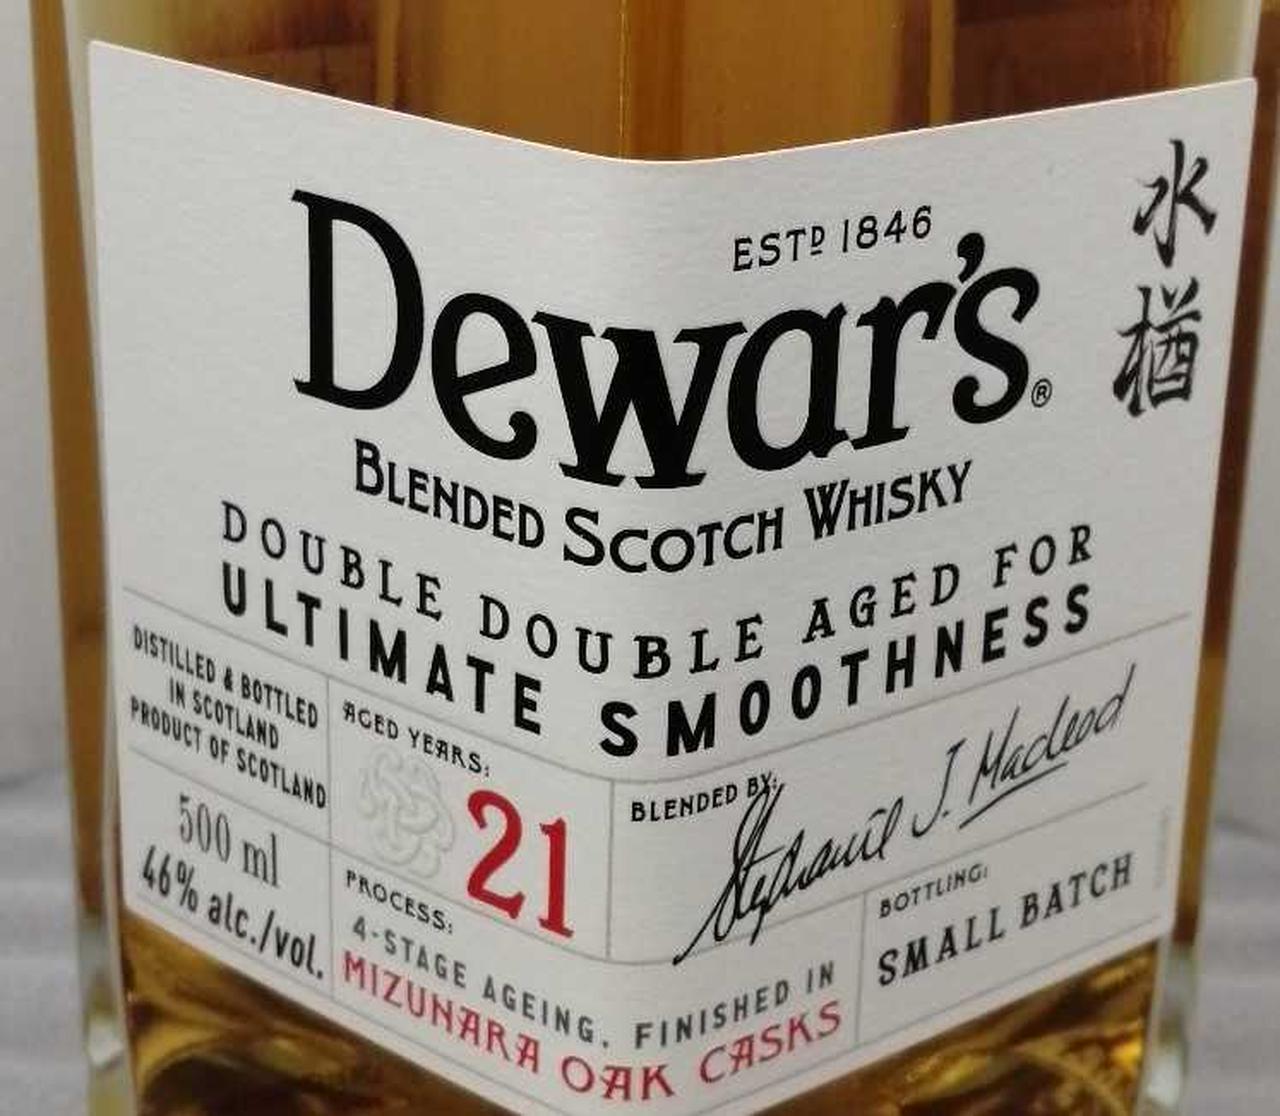 ESTD 1846
Dewar's®
水
楢
BLENDED SCOTCH WHISKY
DOUBLE DOUBLE AGED FOR
ULTIMATE SMOOTHNESS
DISTILLED & BOTTLED
IN SCOTLAND
PRODUCT OF SCOTLAND
500 ml
46% alc./vol.
AGED YEARS:
21
BLENDED BY:
Stephanie J. Macleod
PROCESS:
4-STAGE AGEING. FINISHED IN
MIZUNARA OAK CASKS
BOTTLING:
SMALL BATCH